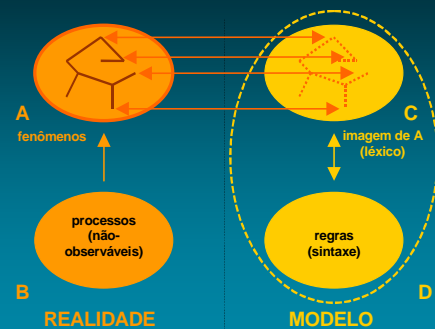 A
fenômenos
C
imagem de A
(léxico)
processos
(não-
observáveis)
B
regras
(sintaxe)
D
REALIDADE
MODELO